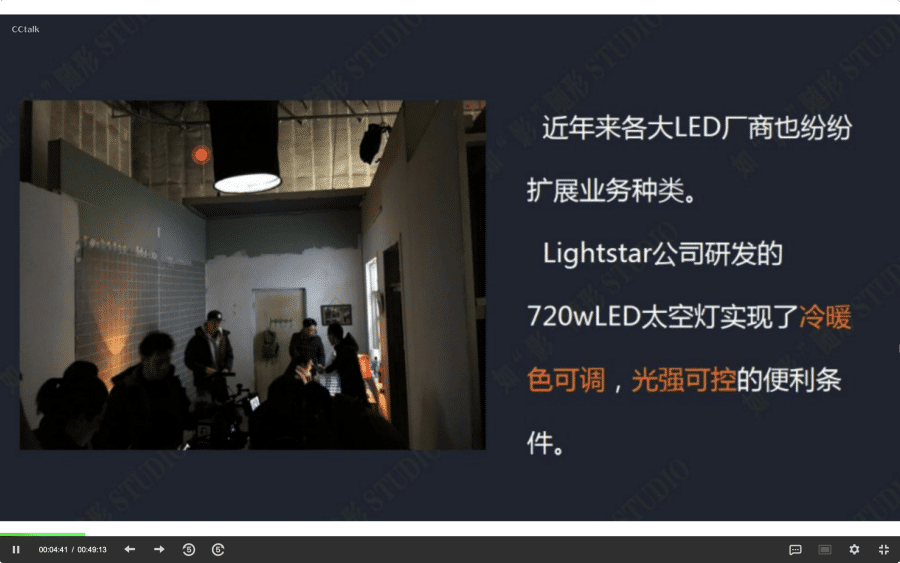 CCtalk
近年来各大LED厂商也纷纷
扩展业务种类。
Lightstar公司研发的
720wLED太空灯实现了冷暖
色可调，光强可控的便利条
件。
00:04:41 / 00:49:13